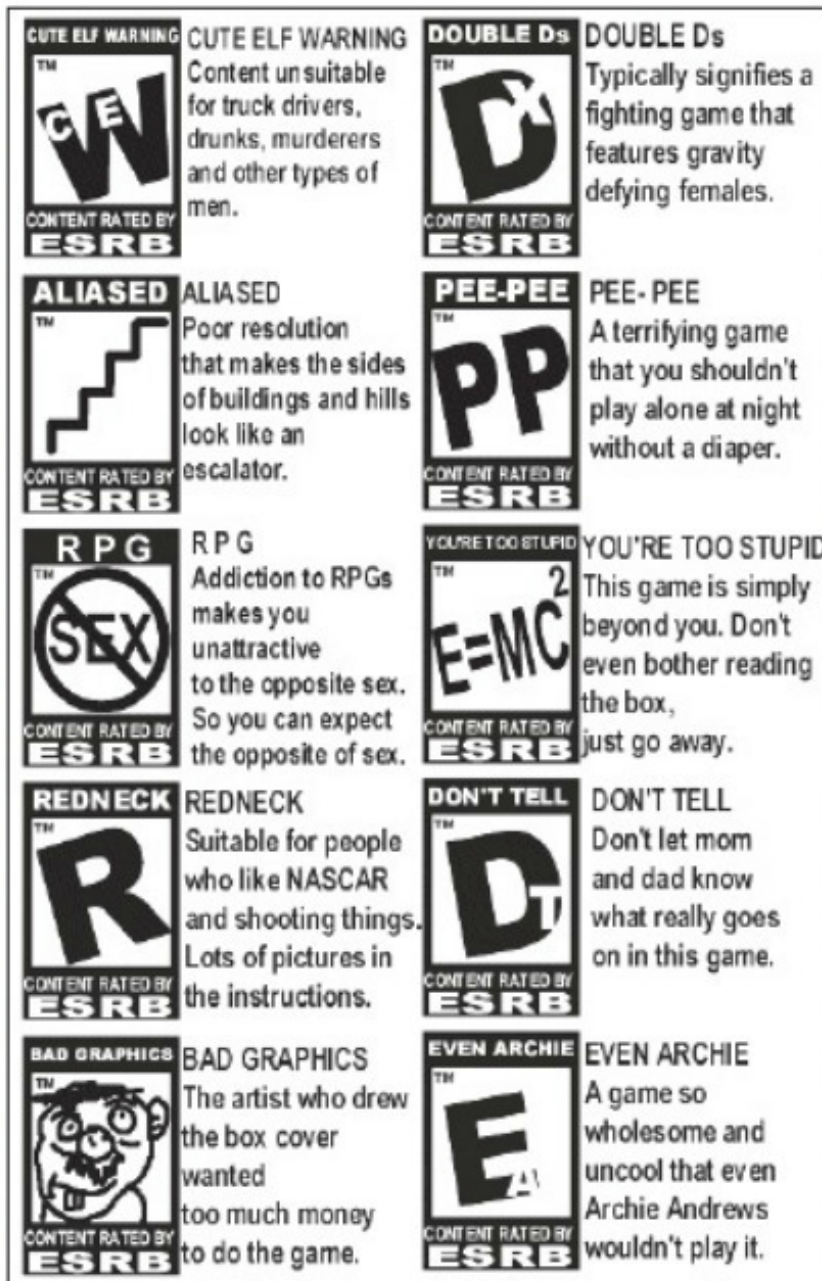 CUTE ELF WARNING
TM
C E
W
CONTENT RATED BY
ESRB
CUTE ELF WARNING
Content unsuitable
for truck drivers,
drunks, murderers
and other types of
men.
DOUBLE Ds
TM
D X
CONTENT RATED BY
ESRB
DOUBLE Ds
Typically signifies a
fighting game that
features gravity
defying females.
ALIASED
TM
CONTENT RATED BY
ESRB
ALIASED
Poor resolution
that makes the sides
of buildings and hills
look like an
escalator.
PEE-PEE
TM
PP
CONTENT RATED BY
ESRB
PEE- PEE
A terrifying game
that you shouldn't
play alone at night
without a diaper.
R P G
TM
SEX
CONTENT RATED BY
ESRB
R P G
Addiction to RPGs
makes you
unattractive
to the opposite sex.
So you can expect
the opposite of sex.
YOU'RE TOO STUPID
TM
E=MC2
CONTENT RATED BY
ESRB
YOU'RE TOO STUPID
This game is simply
beyond you. Don't
even bother reading
the box,
just go away.
REDNECK
TM
R
CONTENT RATED BY
ESRB
REDNECK
Suitable for people
who like NASCAR
and shooting things.
Lots of pictures in
the instructions.
DON'T TELL
TM
D T
CONTENT RATED BY
ESRB
DON'T TELL
Don't let mom
and dad know
what really goes
on in this game.
BAD GRAPHICS
TM
CONTENT RATED BY
ESRB
BAD GRAPHICS
The artist who drew
the box cover
wanted
too much money
to do the game.
EVEN ARCHIE
TM
E A
CONTENT RATED BY
ESRB
EVEN ARCHIE
A game so
wholesome and
uncool that even
Archie Andrews
wouldn't play it.